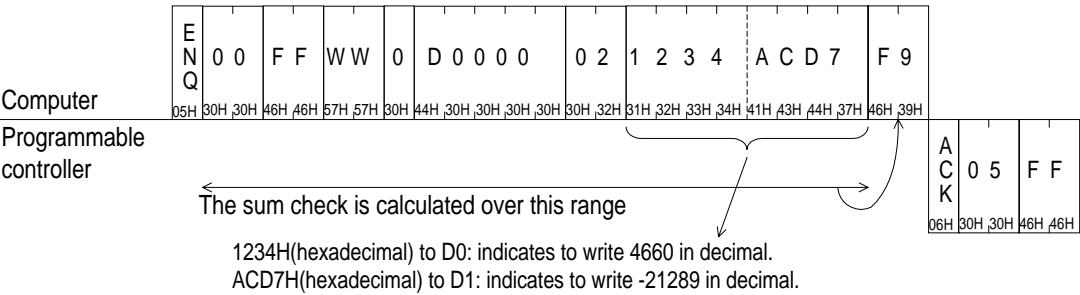 ENQ 0 0 F F W W 0 D 0 0 0 0 0 2 1 2 3 4 A C D 7 F 9
Computer 05H 30H 30H 46H 46H 57H 57H 30H 44H 30H 30H 30H 30H 30H 32H 31H 32H 33H 34H 41H 43H 44H 37H 46H 39H
Programmable
controller
ACK 0 5 F F
06H 30H 30H 46H 46H
The sum check is calculated over this range
1234H(hexadecimal) to D0: indicates to write 4660 in decimal.
ACD7H(hexadecimal) to D1: indicates to write -21289 in decimal.